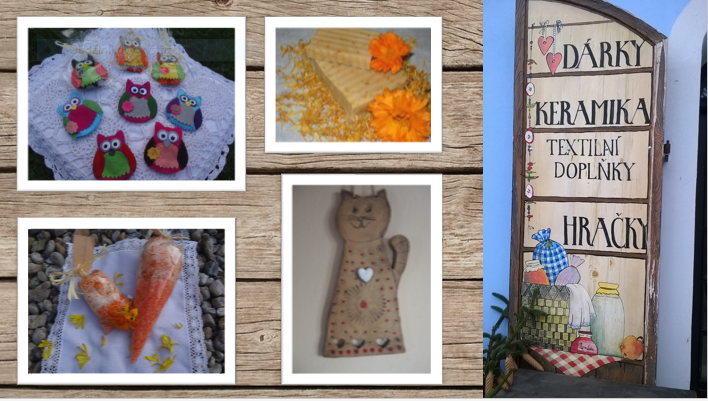 DÁRKY
KERAMIKA
TEXTILNÍ
DOPLŇKY
HRAČKY